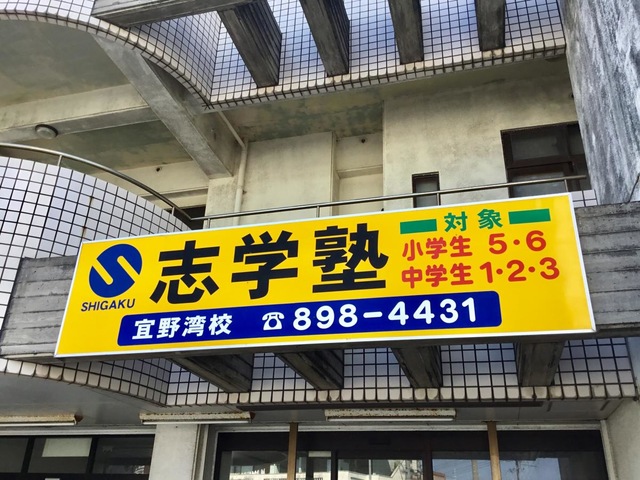 志学塾
SHIGAKU
対象
小学生 5・6
中学生 1・2・3
宜野湾校 ☎898-4431